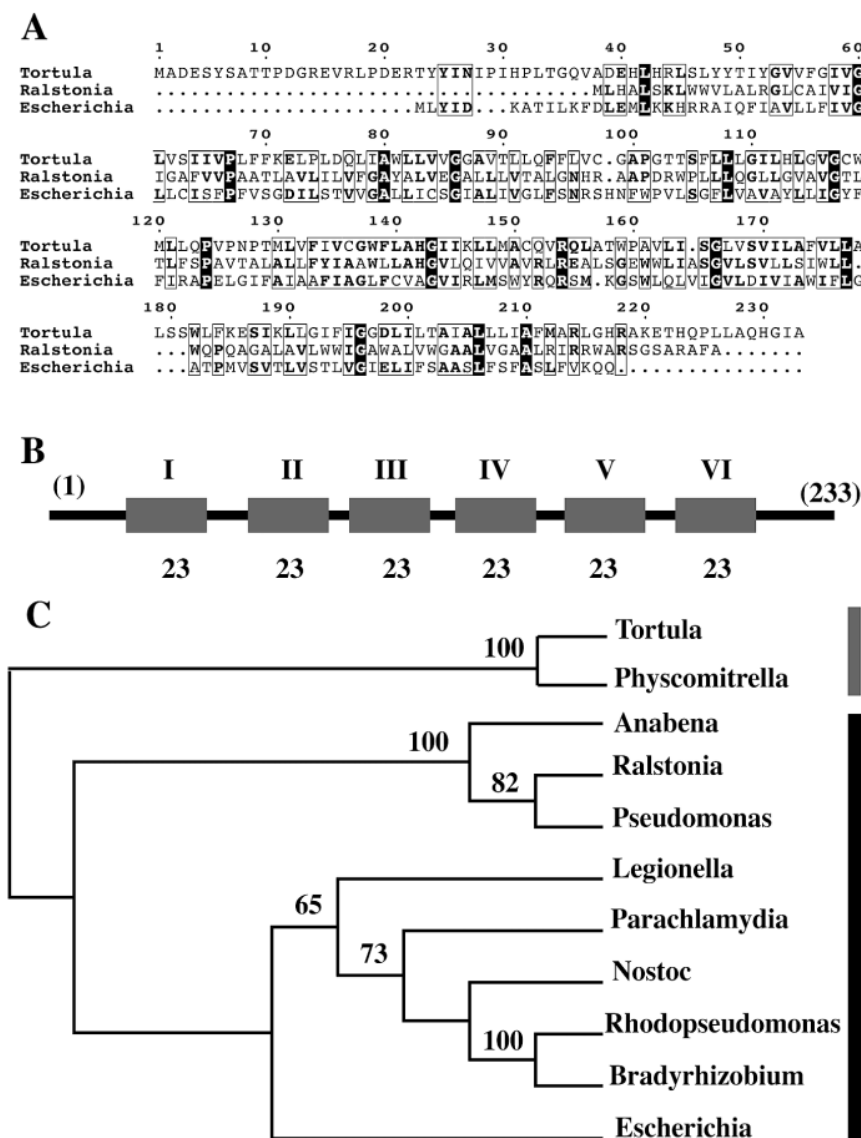 A
1 10 20 30 40 50 60
Tortula MADESYSATTPDGREVRLPDERTYYINIPIHPLTGQVADEHLHRLSLYYTIYGVVFGIVG
Ralstonia .....................................MLHALSKLWWVLALRGLCAIVIG
Escherichia ......................MLYID...KATILKFDLEMLKKHRRAIQFIAVLLFIVG
70 80 90 100 110
Tortula LVSIIVPLFFKELPLDQLIAWLLVVGGAVTLLQFFLVC.GAPGTTSFLLLGILHLGVGCW
Ralstonia IGAFVVPAATLAVLILVFGAYALVEGALLLVTALGNHR.AAPDRWPLLLQGLLGVAVGTL
Escherichia LLCISFPFVSGDILSTVVGALLICSGIALIVGLFSNRSHNFWPVLSGFLVAVAYLLIGYF
120 130 140 150 160 170
Tortula MLLQPVPNPTMLVFIVCGWFLAHGIIKLLMACQVRQLATWPAVLI.SGLVSVILAFVLLA
Ralstonia TLFSPAVTALALLFYIAAWLLAHGVLQIVVAVRLREALSGEWWLIASGVLSVLLSIWLL.
Escherichia FIRAPELGIFAIAAFIAGLFCVAGVIRLMSWYRQRSM.KGSWLQLVIGVLDIVIAWIFLG
180 190 200 210 220 230
Tortula LSSWLFKESIKLLGIFIGGDLILTAIALLLIAFMARLGHRAKETHQPLLAQHGIA
Ralstonia ...WQPQAGALAVLWWIGAWALVWGAALVGAALRIRRWARSGSARAFA.......
Escherichia ...ATPMVSVTLVSTLVGIELIFSAASLFSFASLFVKQQ................
B
(1) I II III IV V VI (233)
23 23 23 23 23 23
C
Tortula
100
Physcomitrella
Anabena
100
Ralstonia
82
Pseudomonas
Legionella
65
Parachlamydia
73
Nostoc
Rhodopseudomonas
100
Bradyrhizobium
Escherichia